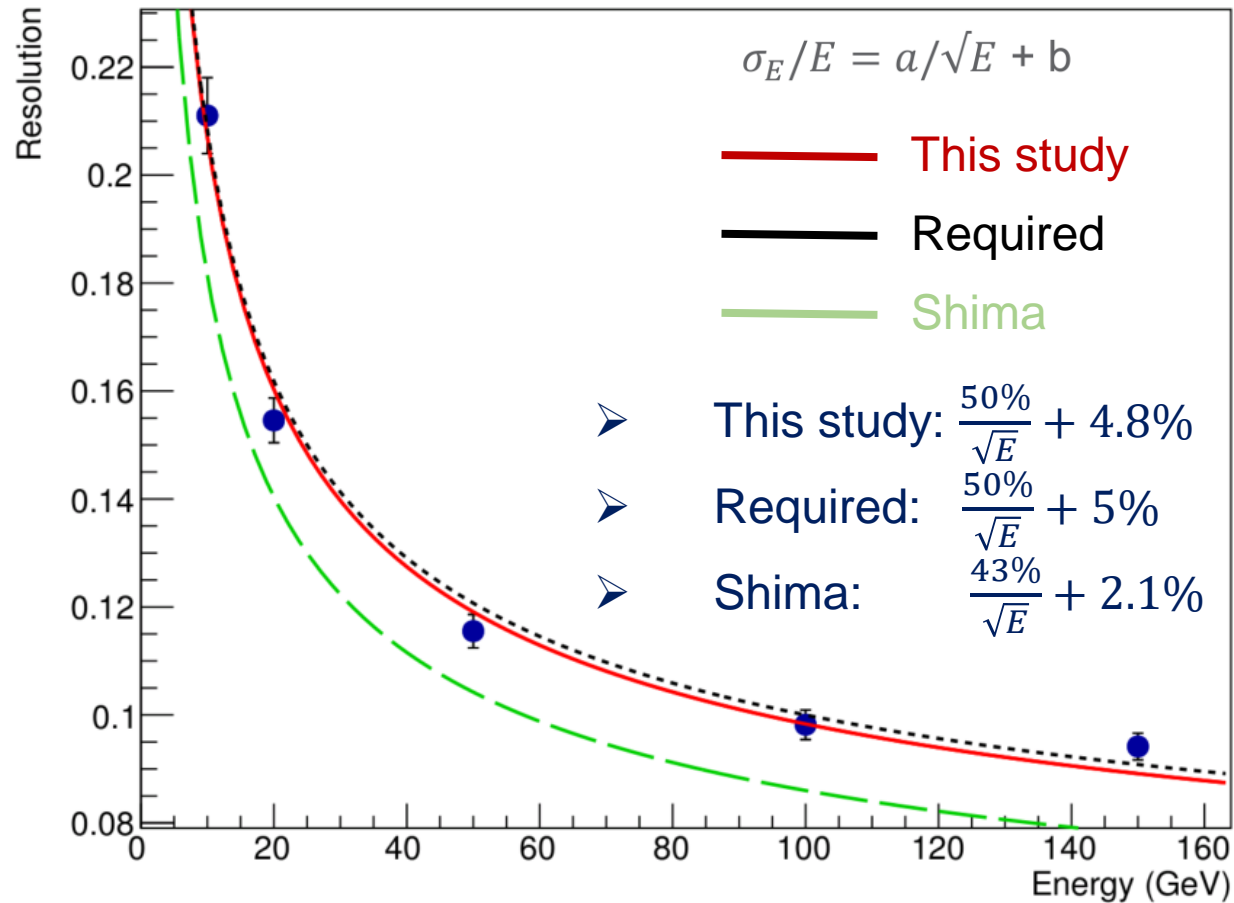 Resolution
0.22
0.2
0.18
0.16
0.14
0.12
0.1
0.08
σ_E/E = a/√E + b
This study
Required
Shima
➢ This study: 50%/√E + 4.8%
➢ Required: 50%/√E + 5%
➢ Shima: 43%/√E + 2.1%
0 20 40 60 80 100 120 140 160
Energy (GeV)